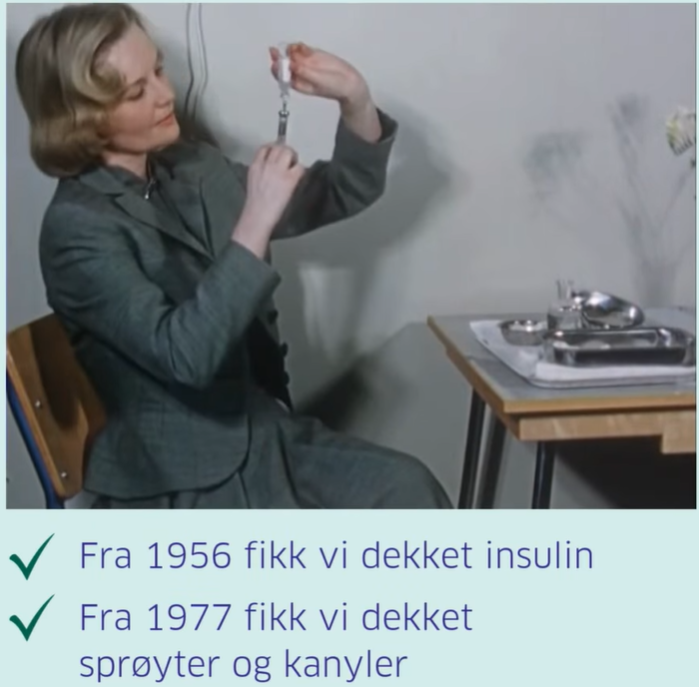 Fra 1956 fikk vi dekket insulin
Fra 1977 fikk vi dekket
sprøyter og kanyler